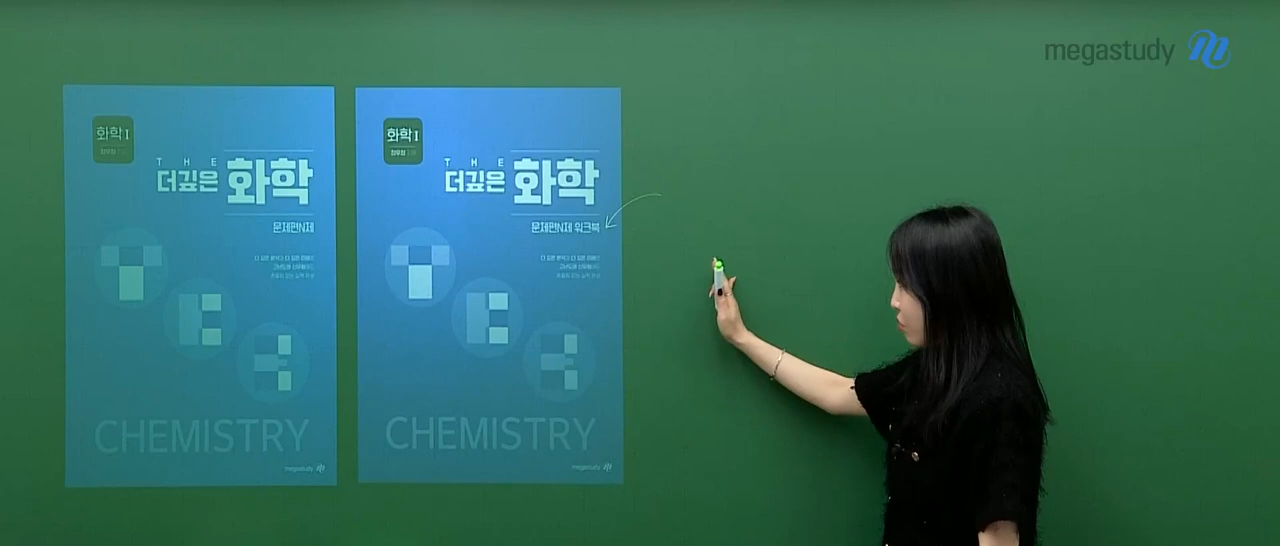 megastudy
화학 I
THE
더깊은 화학
문제편N제
CHEMISTRY
megastudy
화학 I
THE
더깊은 화학
문제편N제 워크북
CHEMISTRY
megastudy